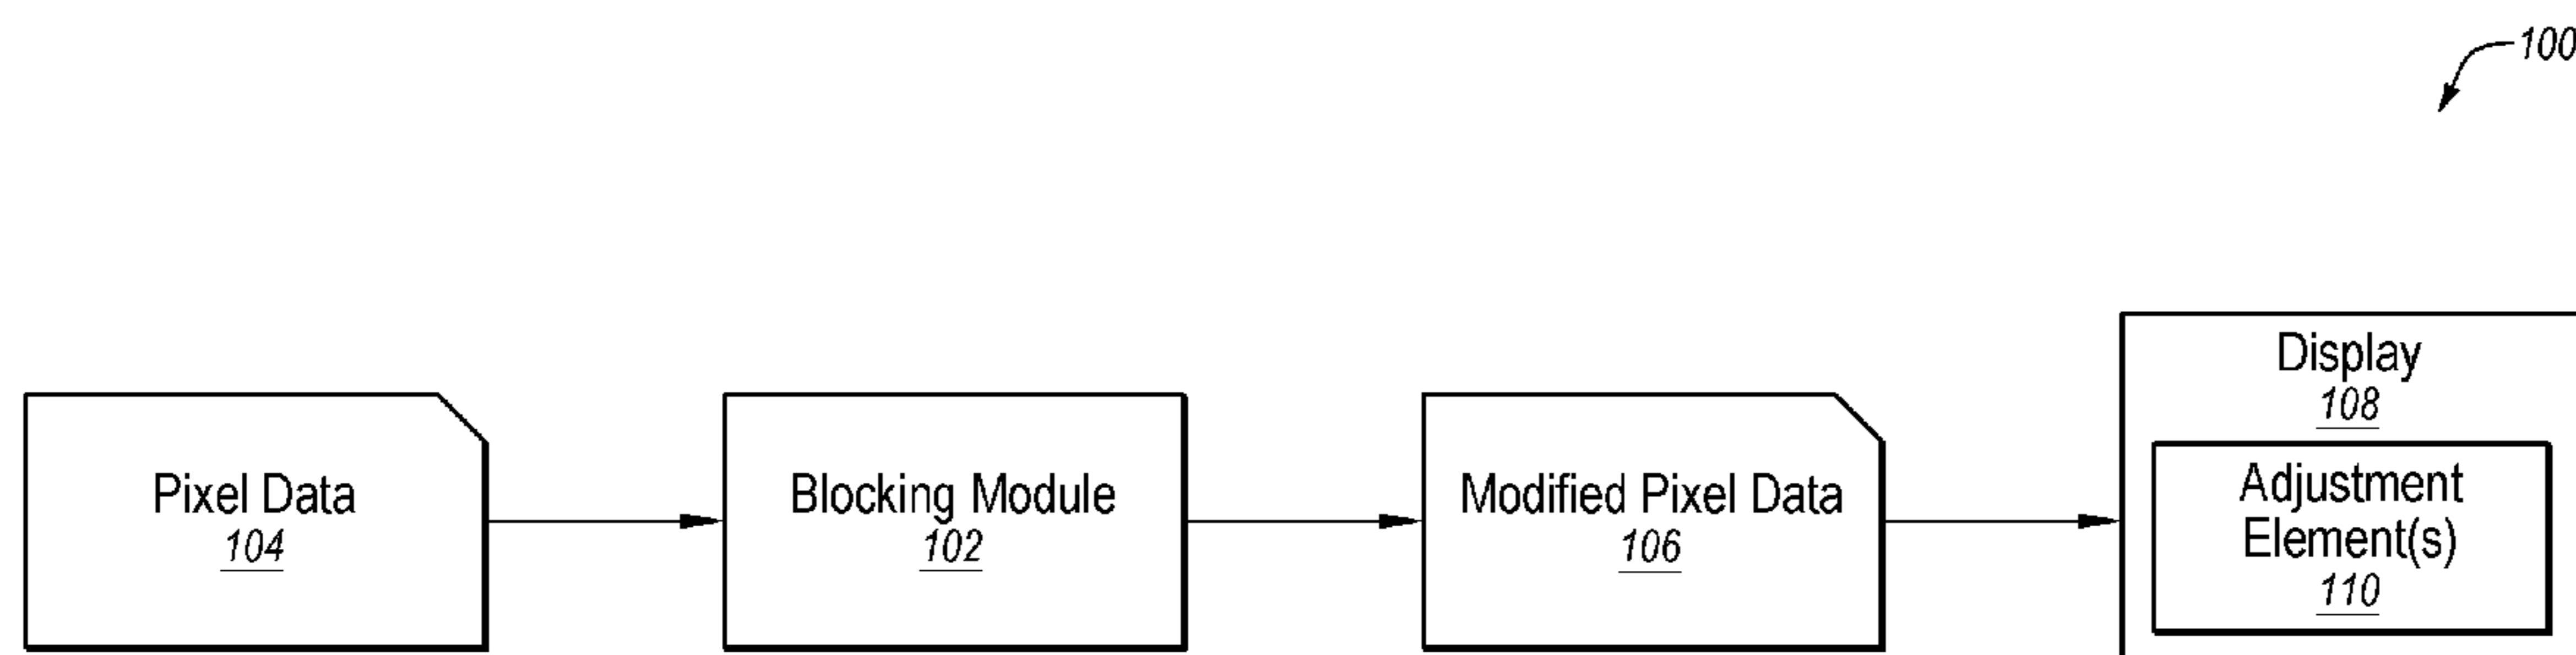 100
Pixel Data
104
Blocking Module
102
Modified Pixel Data
106
Display
108
Adjustment
Element(s)
110